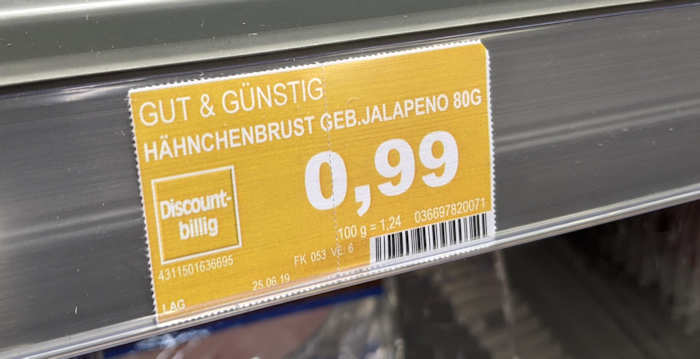 GUT & GÜNSTIG
HÄHNCHENBRUST GEB.JALAPENO 80G
0,99
Discount-
billig
100 g = 1,24 036697820071
4311501636695
FK 053 VE 6
25.06.19
LAG